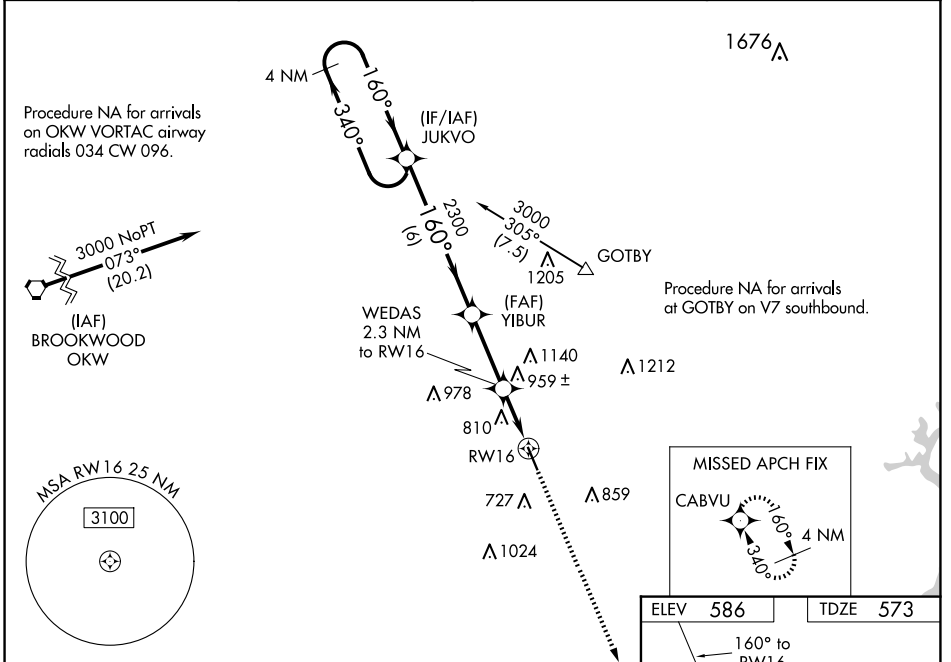 1676
4 NM
160°
340°
(IF/IAF)
JUKVO
Procedure NA for arrivals
on OKW VORTAC airway
radials 034 CW 096.
2300
160°
(6)
3000
305°
(7.5)
GOTBY
1205
3000 NoPT
073°
(20.2)
(IAF)
BROOKWOOD
OKW
Procedure NA for arrivals
at GOTBY on V7 southbound.
(FAF)
YIBUR
WEDAS
2.3 NM
to RW16
1140
959 ±
1212
978
810
RW16
MSA RW16 25 NM
3100
727
859
1024
MISSED APCH FIX
CABVU
160°
340°
4 NM
ELEV 586
TDZE 573
160° to
RW16